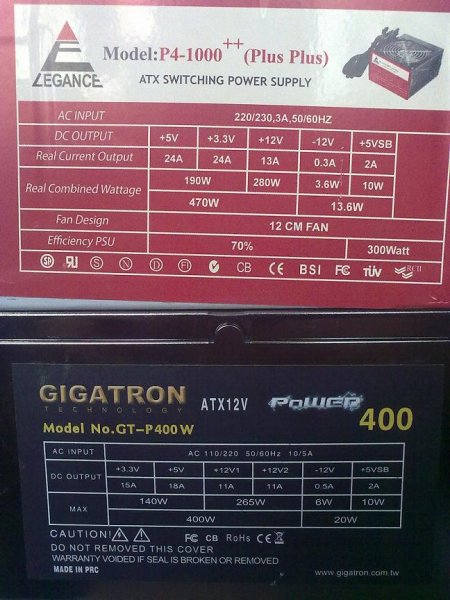 LEGANCE
Model:P4-1000 ++ (Plus Plus)
ATX SWITCHING POWER SUPPLY
AC INPUT 220/230,3A,50/60HZ
DC OUTPUT +5V +3.3V +12V -12V +5VSB
Real Current Output 24A 24A 13A 0.3A 2A
Real Combined Wattage 190W 280W 3.6W 10W
470W 13.6W
Fan Design 12 CM FAN
Efficiency PSU 70% 300Watt
S N D FI CB CE BSI FC TÜV
GIGATRON
TECHNOLOGY
ATX12V POWER 400
Model No.GT-P400W
AC INPUT AC 110/220 50/60Hz 10/5A
DC OUTPUT +3.3V +5V +12V1 +12V2 -12V +5VSB
15A 18A 11A 11A 0.5A 2A
MAX 140W 265W 6W 10W
400W 20W
CAUTION! CB RoHs CE
DO NOT REMOVED THIS COVER
WARRANTY VOIDED IF SEAL IS BROKEN OR REMOVED
MADE IN PRC www.gigatron.com.tw